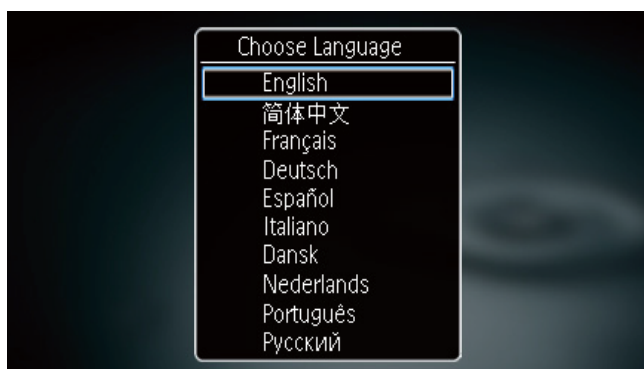 Choose Language
English
简体中文
Français
Deutsch
Español
Italiano
Dansk
Nederlands
Português
Русский